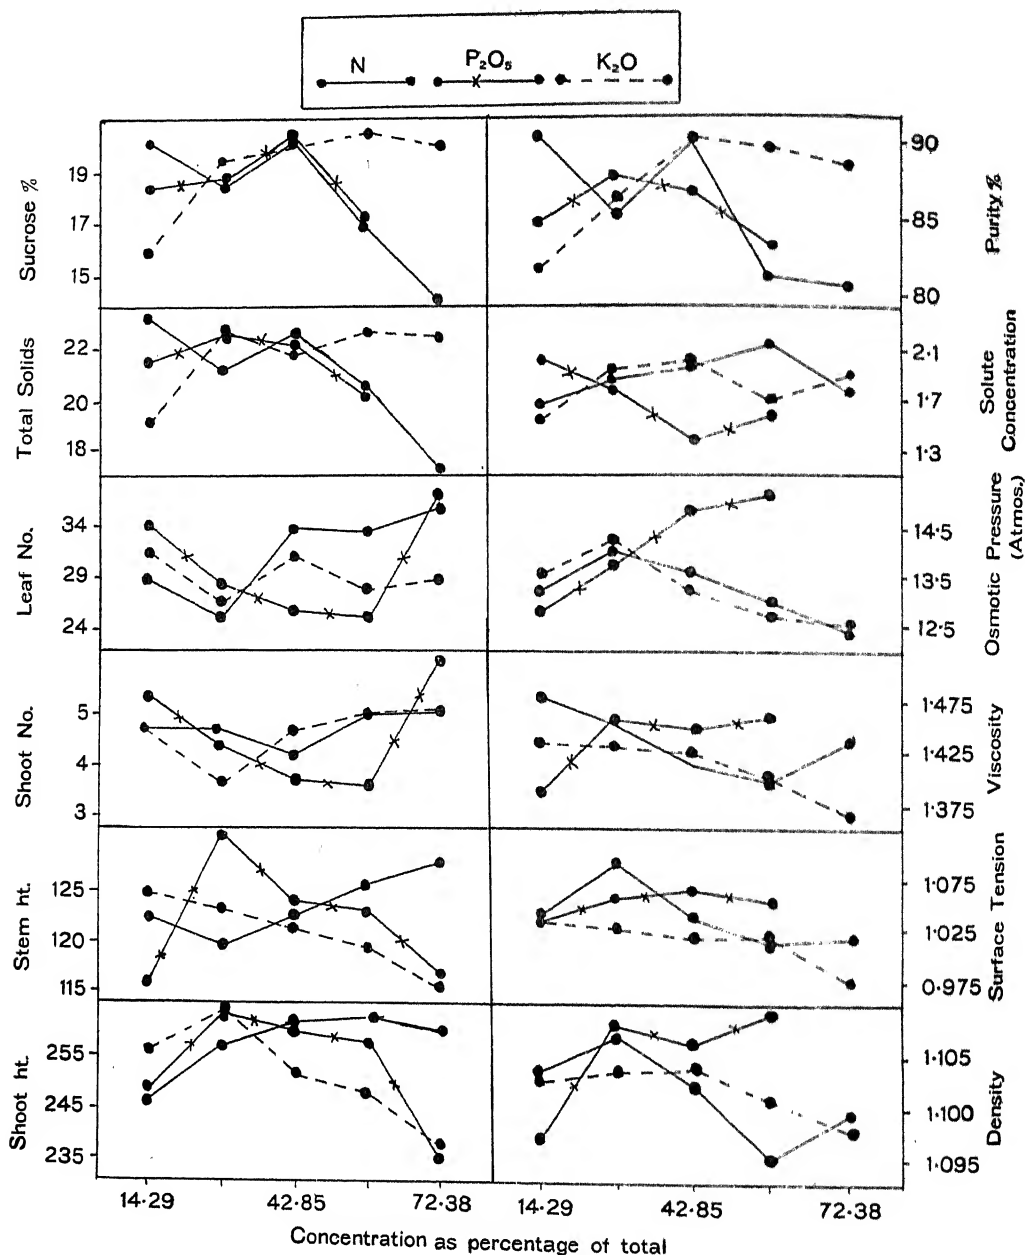 N P₂O₅ K₂O
Sucrose %
19
17
15
90
85
80
Purity %
Total Solids
22
20
18
2·1
1·7
1·3
Solute
Concentration
Leaf No.
34
29
24
14·5
13·5
12·5
Osmotic Pressure
(Atmos.)
Shoot No.
5
4
3
1·475
1·425
1·375
Viscosity
Stem ht.
125
120
115
1·075
1·025
0·975
Surface Tension
Shoot ht.
255
245
235
1·105
1·100
1·095
Density
14·29 42·85 72·38 14·29 42·85 72·38
Concentration as percentage of total